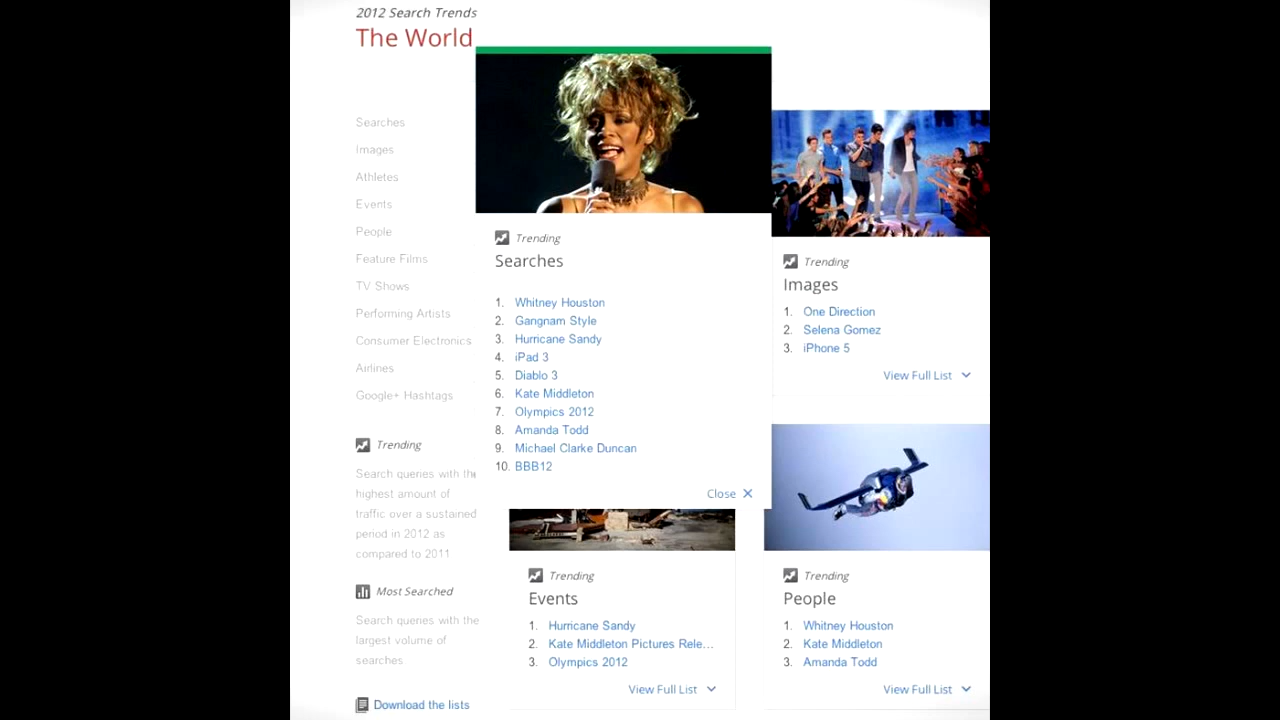 2012 Search Trends
The World
Searches
Images
Athletes
Events
People
Feature Films
TV Shows
Performing Artists
Consumer Electronics
Airlines
Google+ Hashtags
Trending
Search queries with the
highest amount of
traffic over a sustained
period in 2012 as
compared to 2011
Most Searched
Search queries with the
largest volume of
searches
Download the lists
Trending
Searches
1. Whitney Houston
2. Gangnam Style
3. Hurricane Sandy
4. iPad 3
5. Diablo 3
6. Kate Middleton
7. Olympics 2012
8. Amanda Todd
9. Michael Clarke Duncan
10. BBB12
Close
Trending
Images
1. One Direction
2. Selena Gomez
3. iPhone 5
View Full List
Trending
Events
1. Hurricane Sandy
2. Kate Middleton Pictures Rele...
3. Olympics 2012
View Full List
Trending
People
1. Whitney Houston
2. Kate Middleton
3. Amanda Todd
View Full List